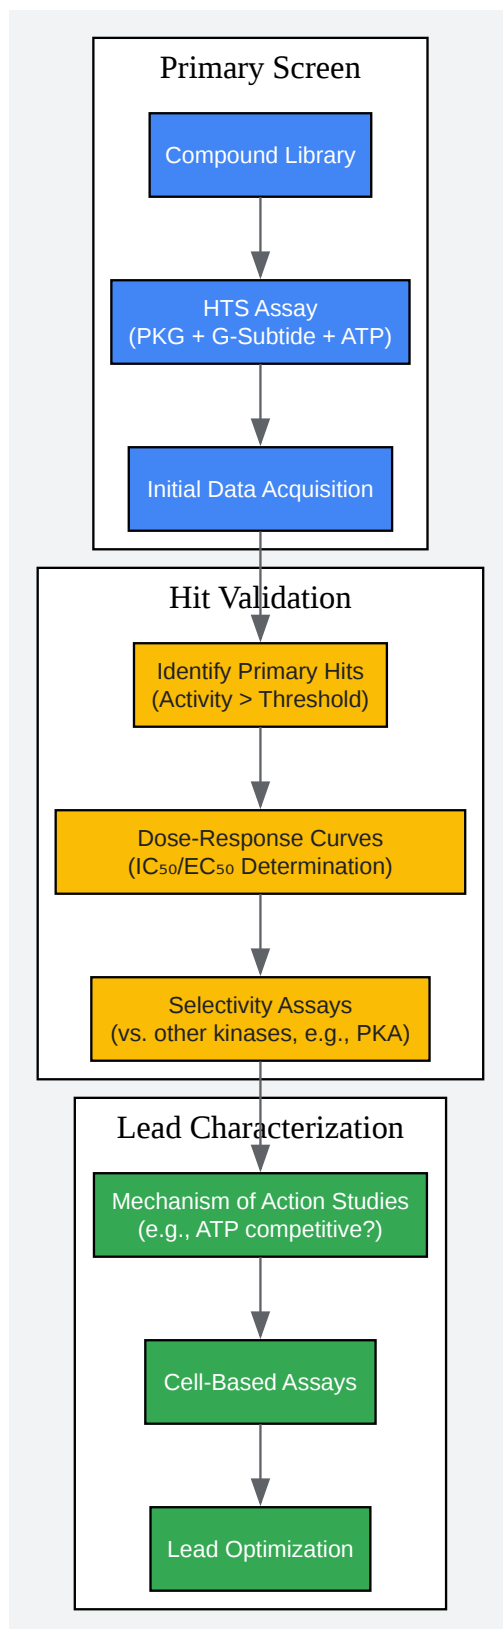 Primary Screen
Compound Library
HTS Assay
(PKG + G-Subtide + ATP)
Initial Data Acquisition
Hit Validation
Identify Primary Hits
(Activity > Threshold)
Dose-Response Curves
(IC₅₀/EC₅₀ Determination)
Selectivity Assays
(vs. other kinases, e.g., PKA)
Lead Characterization
Mechanism of Action Studies
(e.g., ATP competitive?)
Cell-Based Assays
Lead Optimization